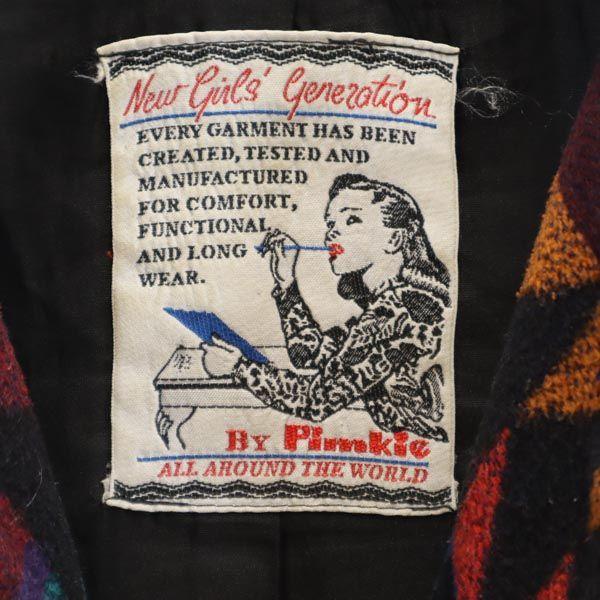 New Girls' Generation
EVERY GARMENT HAS BEEN
CREATED, TESTED AND
MANUFACTURED
FOR COMFORT,
FUNCTIONAL
AND LONG
WEAR.
BY Pimkie
ALL AROUND THE WORLD